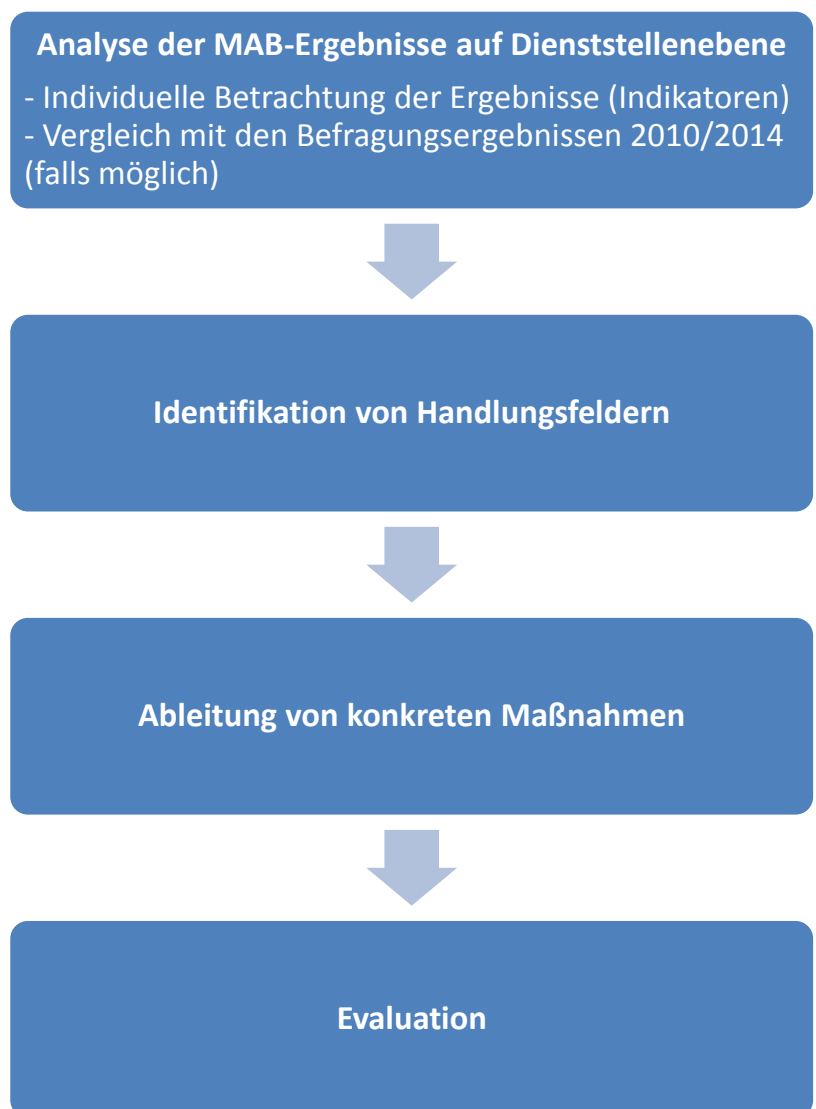 Analyse der MAB-Ergebnisse auf Dienststellenebene
- Individuelle Betrachtung der Ergebnisse (Indikatoren)
- Vergleich mit den Befragungsergebnissen 2010/2014
(falls möglich)
Identifikation von Handlungsfeldern
Ableitung von konkreten Maßnahmen
Evaluation